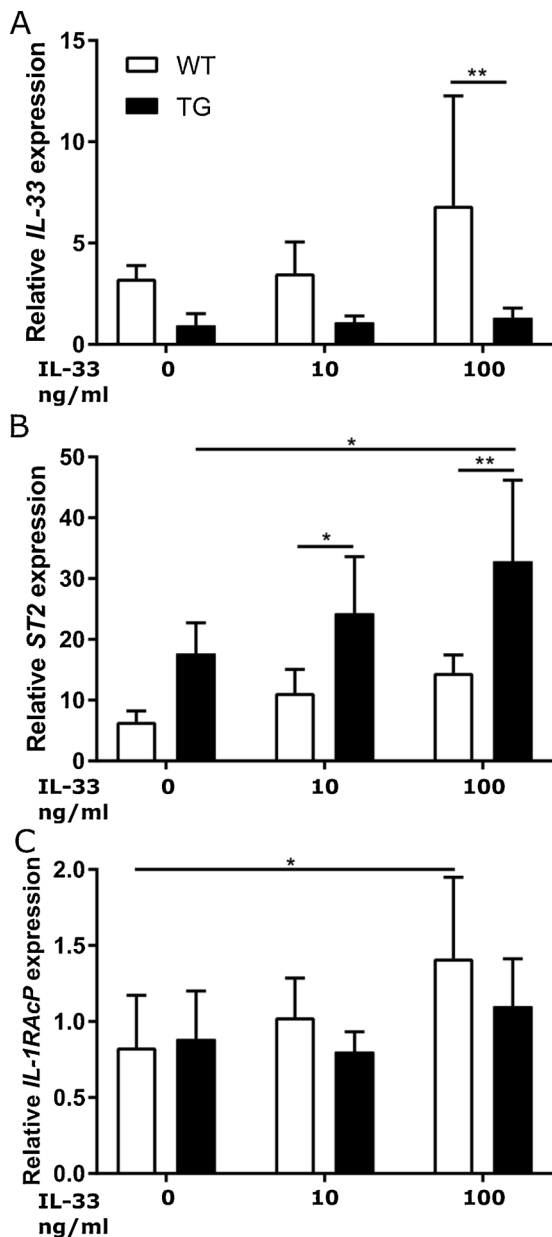 A
Relative IL-33 expression
15
10
5
0
WT
TG
**
IL-33
ng/ml
0
10
100
B
Relative ST2 expression
50
40
30
20
10
0
*
**
*
IL-33
ng/ml
0
10
100
C
Relative IL-1RAcP expression
2.0
1.5
1.0
0.5
0.0
*
IL-33
ng/ml
0
10
100